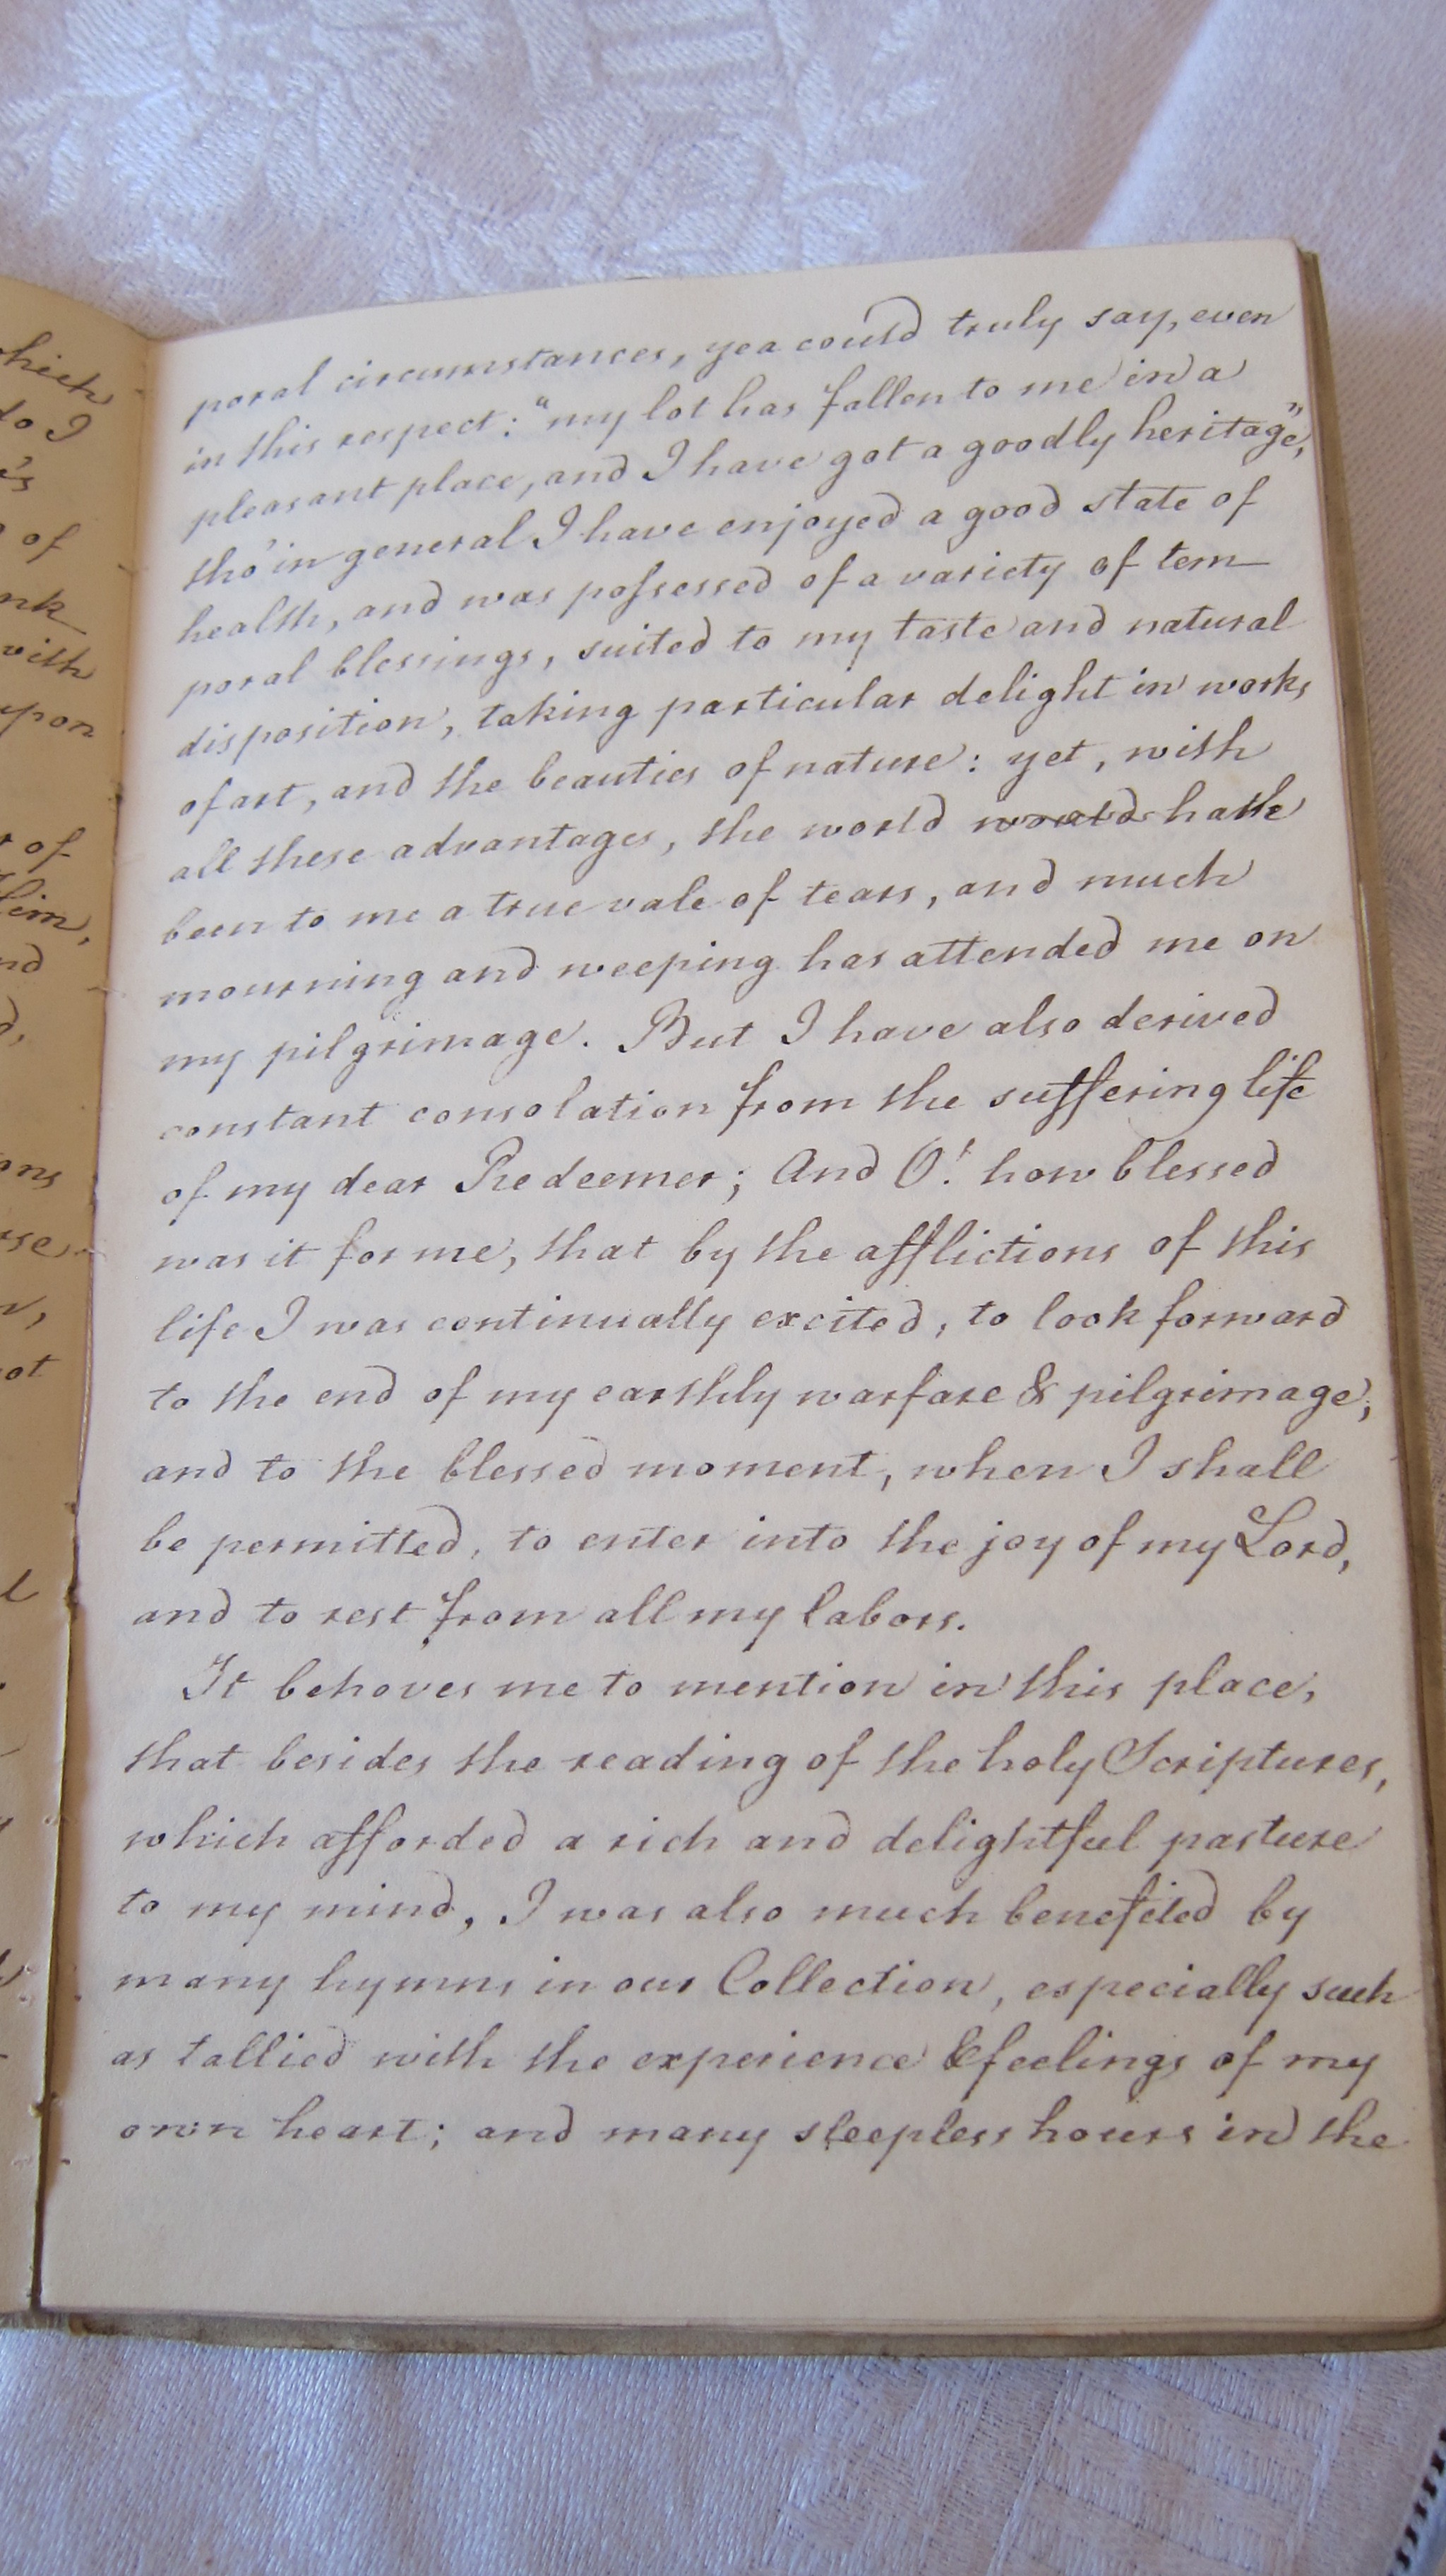 hich
to I
of
nk
with
upon
of
him,
nd
ot
poral circumstances, yea could truly say, even
in this respect: "my lot has fallen to me in a
pleasant place, and I have got a goodly heritage",
tho' in general I have enjoyed a good state of
health, and was possessed of a variety of tem-
poral blessings, suited to my taste and natural
disposition, taking particular delight in works
of art, and the beauties of nature: yet, with
all these advantages, the world would hath
been to me a true vale of tears, and much
mourning and weeping has attended me on
my pilgrimage. But I have also derived
constant consolation from the suffering life
of my dear Redeemer; And O! how blessed
was it for me, that by the afflictions of this
life I was continually excited, to look forward
to the end of my earthly warfare & pilgrimage,
and to the blessed moment, when I shall
be permitted, to enter into the joy of my Lord,
and to rest from all my labors.
It behoves me to mention in this place,
that besides the reading of the holy Scriptures,
which afforded a rich and delightful pasture
to my mind, I was also much benefited by
many hymns in our Collection, especially such
as tallied with the experience & feelings of my
own heart; and many sleepless hours in the